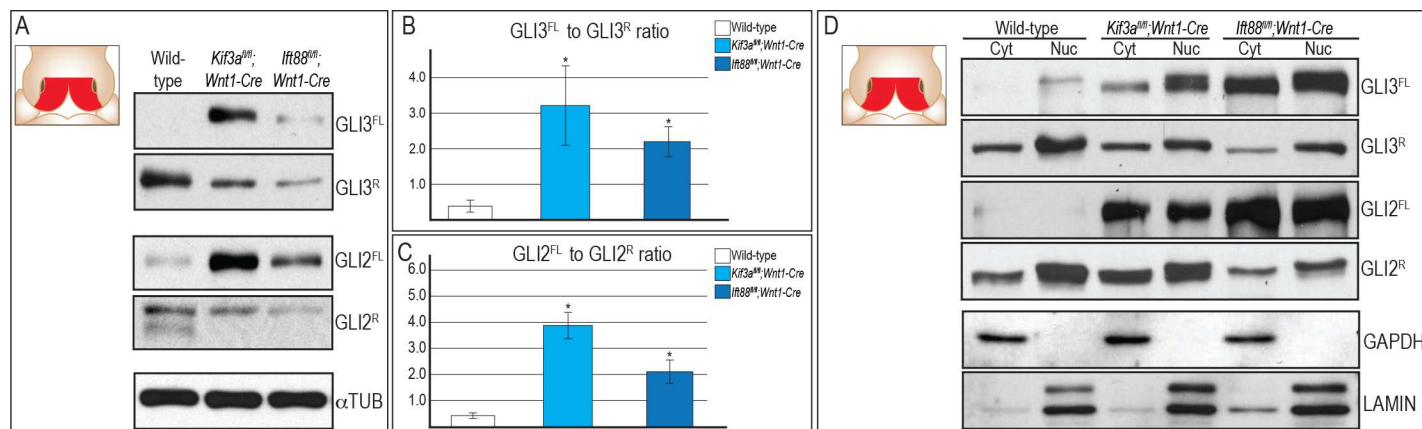 A
Wild-
type
Kif3a^fl/fl;
Wnt1-Cre
Ift88^fl/fl;
Wnt1-Cre
GLI3^FL
GLI3^R
GLI2^FL
GLI2^R
αTUB
B
GLI3^FL to GLI3^R ratio
Wild-type
Kif3a^fl/fl;Wnt1-Cre
Ift88^fl/fl;Wnt1-Cre
4.0
3.0
2.0
1.0
*
*
C
GLI2^FL to GLI2^R ratio
Wild-type
Kif3a^fl/fl;Wnt1-Cre
Ift88^fl/fl;Wnt1-Cre
6.0
5.0
4.0
3.0
2.0
1.0
*
*
D
Wild-type Kif3a^fl/fl;Wnt1-Cre Ift88^fl/fl;Wnt1-Cre
Cyt Nuc Cyt Nuc Cyt Nuc
GLI3^FL
GLI3^R
GLI2^FL
GLI2^R
GAPDH
LAMIN